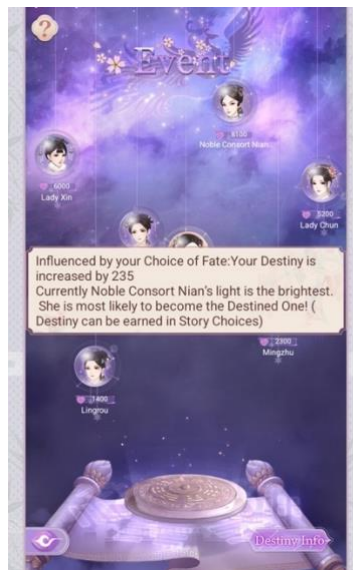 ?
Event
8130
Noble Consort Nian
6000
Lady Xin
5200
Lady Chun
Influenced by your Choice of Fate:Your Destiny is
increased by 235
Currently Noble Consort Nian's light is the brightest.
She is most likely to become the Destined One! (
Destiny can be earned in Story Choices)
2300
Mingzhu
1400
Lingrou
Destiny Info